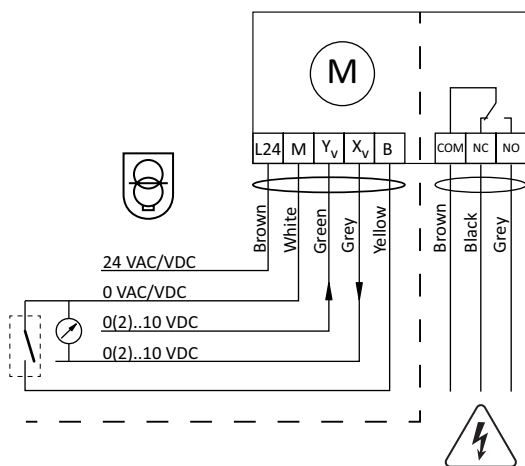 M
L24 M Yv Xv B COM NC NO
Brown White Green Grey Yellow Brown Black Grey
24 VAC/VDC
0 VAC/VDC
0(2)..10 VDC
0(2)..10 VDC